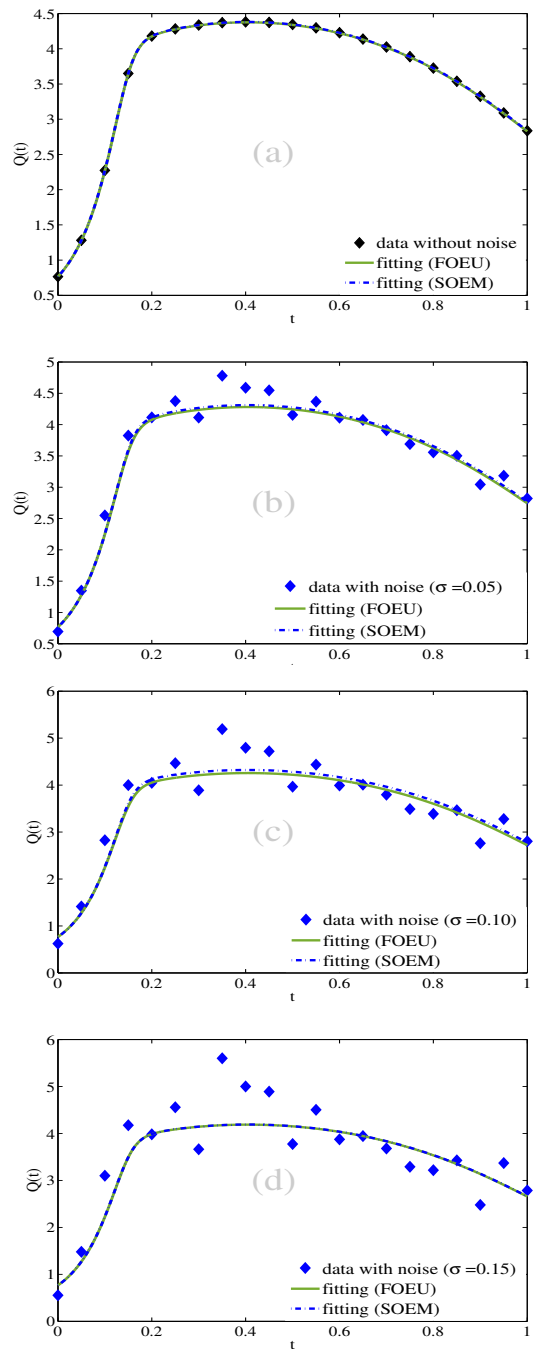 4.5
4
3.5
3
2.5
2
1.5
1
0.5
Q(t)
(a)
data without noise
fitting (FOEU)
fitting (SOEM)
0 0.2 0.4 0.6 0.8 1
t
5
4.5
4
3.5
3
2.5
2
1.5
1
0.5
Q(t)
(b)
data with noise (σ =0.05)
fitting (FOEU)
fitting (SOEM)
0 0.2 0.4 0.6 0.8 1
6
5
4
3
2
1
0
Q(t)
(c)
data with noise (σ =0.10)
fitting (FOEU)
fitting (SOEM)
0 0.2 0.4 0.6 0.8 1
t
6
5
4
3
2
1
0
Q(t)
(d)
data with noise (σ =0.15)
fitting (FOEU)
fitting (SOEM)
0 0.2 0.4 0.6 0.8 1
t